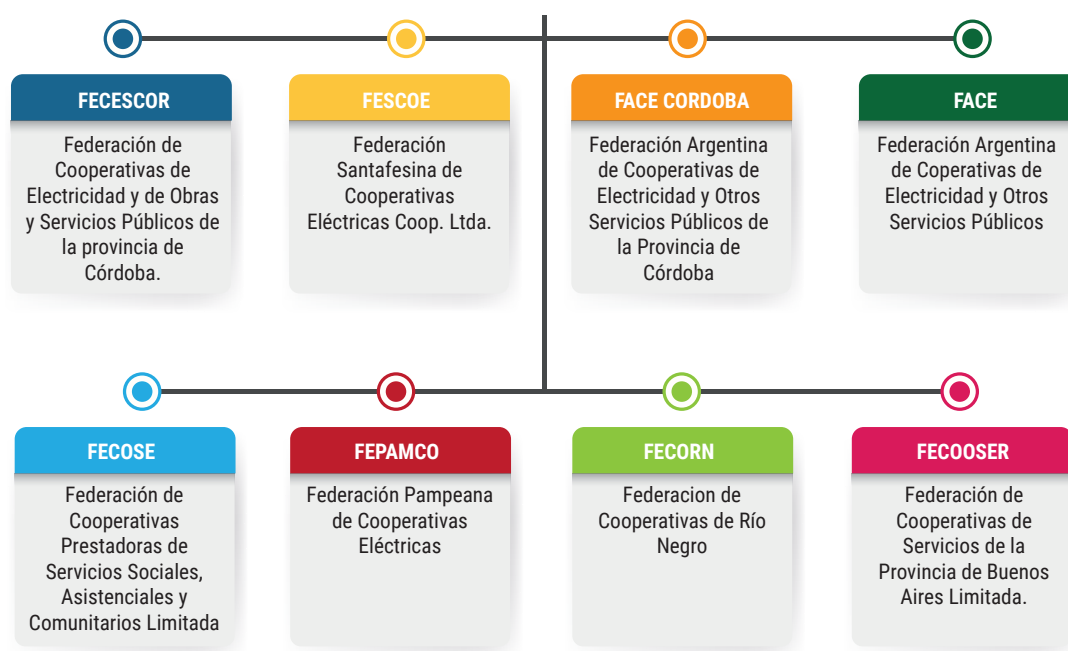 FECESCOR
Federación de
Cooperativas de
Electricidad y de Obras
y Servicios Públicos de
la provincia de
Córdoba.
FESCOE
Federación
Santafesina de
Cooperativas
Eléctricas Coop. Ltda.
FACE CORDOBA
Federación Argentina
de Cooperativas de
Electricidad y Otros
Servicios Públicos de
la Provincia de
Córdoba
FACE
Federación Argentina
de Coperativas de
Electricidad y Otros
Servicios Públicos
FECOSE
Federación de
Cooperativas
Prestadoras de
Servicios Sociales,
Asistenciales y
Comunitarios Limitada
FEPAMCO
Federación Pampeana
de Cooperativas
Eléctricas
FECORN
Federacion de
Cooperativas de Río
Negro
FECOOSER
Federación de
Cooperativas de
Servicios de la
Provincia de Buenos
Aires Limitada.